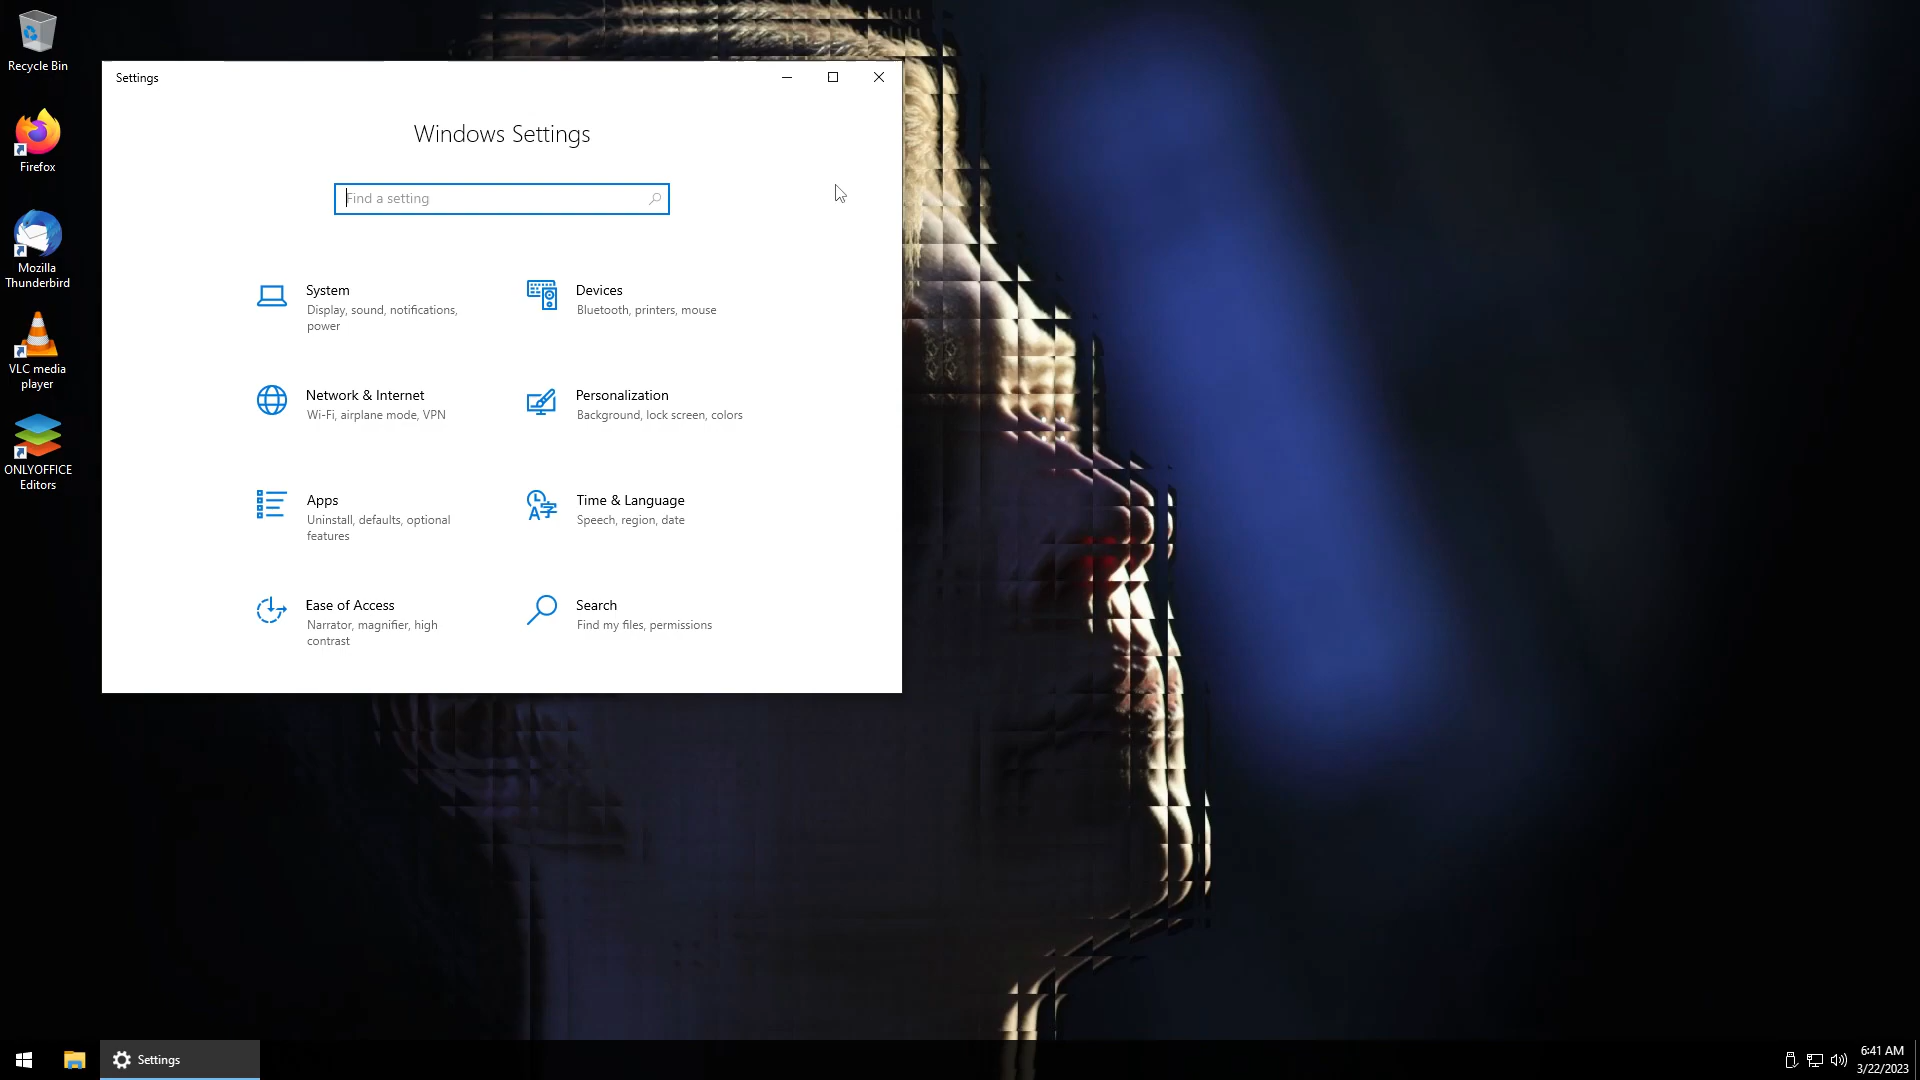 Recycle Bin
Firefox
Mozilla
Thunderbird
VLC media
player
ONLYOFFICE
Editors
Settings
Windows Settings
Find a setting
System
Display, sound, notifications,
power
Devices
Bluetooth, printers, mouse
Network & Internet
Wi-Fi, airplane mode, VPN
Personalization
Background, lock screen, colors
Apps
Uninstall, defaults, optional
features
Time & Language
Speech, region, date
Ease of Access
Narrator, magnifier, high
contrast
Search
Find my files, permissions
Settings
6:41 AM
3/22/2023